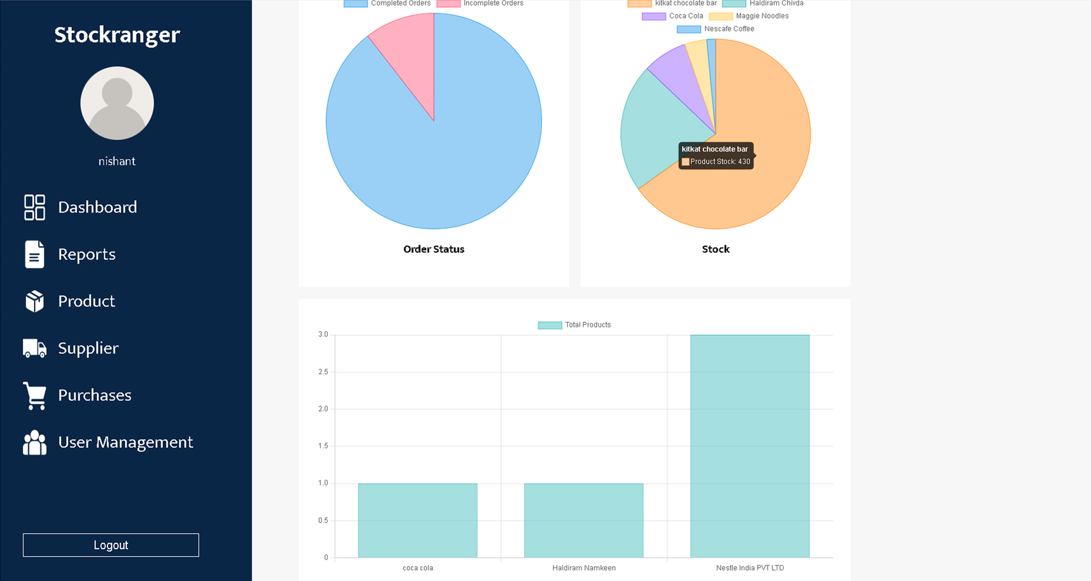 Stockranger
nishant
Dashboard
Reports
Product
Supplier
Purchases
User Management
Logout
Completed Orders Incomplete Orders
Order Status
kitkat chocolate bar Haldiram Chivda
Coca Cola Maggie Noodles
Nescafe Coffee
kitkat chocolate bar
Product Stock: 430
Stock
Total Products
3.0
2.5
2.0
1.5
1.0
0.5
0
coca cola Haldiram Namkeen Nestle India PVT LTD